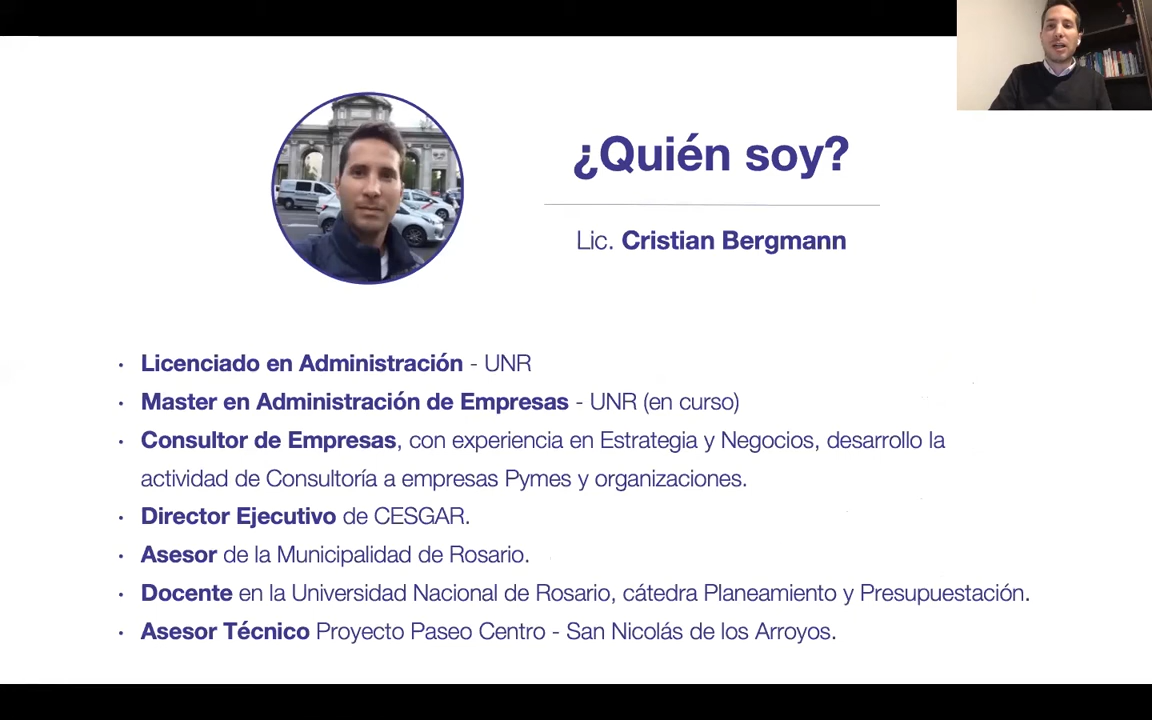 ¿Quién soy?
Lic. Cristian Bergmann
• Licenciado en Administración - UNR
• Master en Administración de Empresas - UNR (en curso)
• Consultor de Empresas, con experiencia en Estrategia y Negocios, desarrollo la
actividad de Consultoría a empresas Pymes y organizaciones.
• Director Ejecutivo de CESGAR.
• Asesor de la Municipalidad de Rosario.
• Docente en la Universidad Nacional de Rosario, cátedra Planeamiento y Presupuestación.
• Asesor Técnico Proyecto Paseo Centro - San Nicolás de los Arroyos.